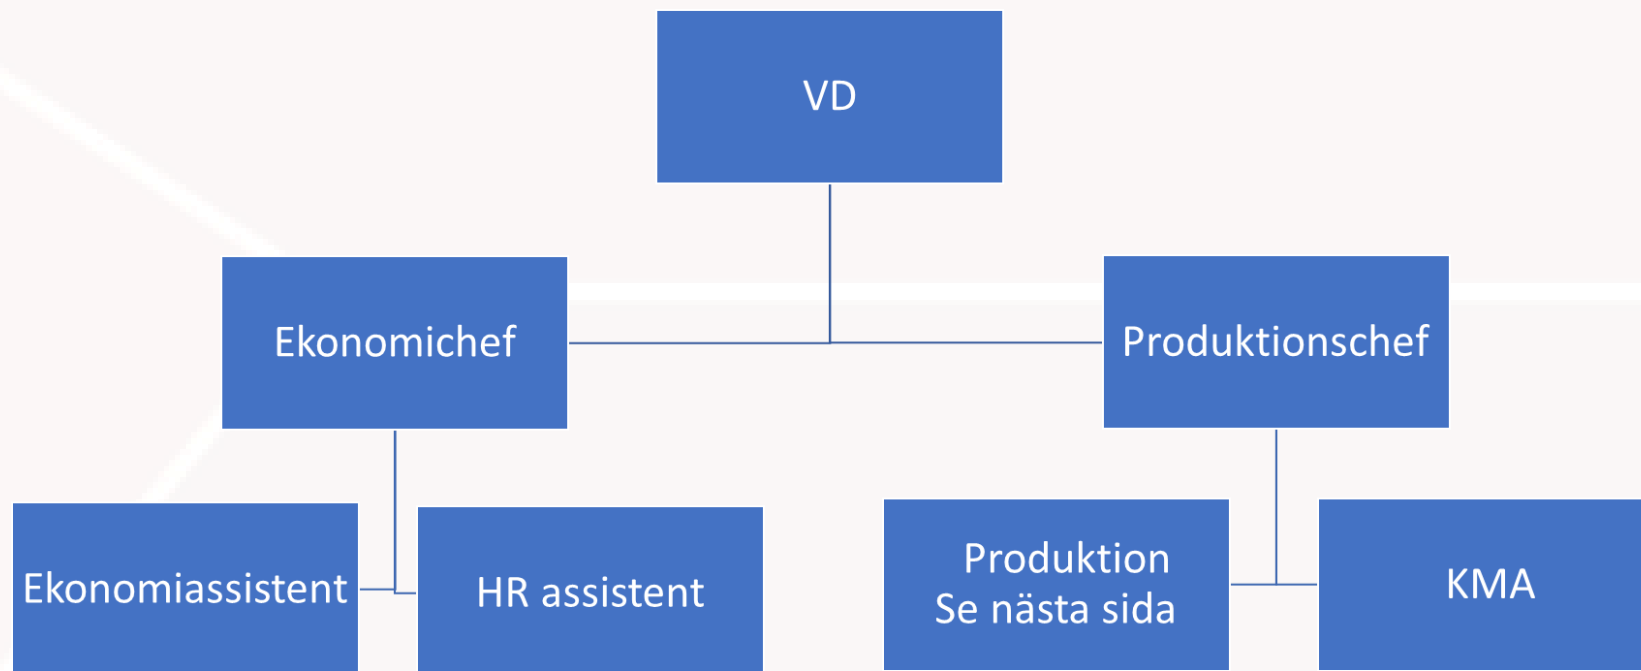 VD
Ekonomichef
Produktionschef
Ekonomiassistent
HR assistent
Produktion
Se nästa sida
KMA